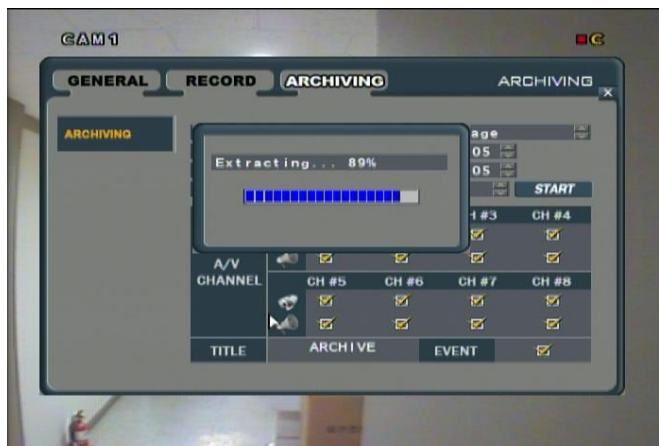 CAM1
C
GENERAL RECORD ARCHIVING ARCHIVING
x
ARCHIVING
age
05
Extracting... 89%
05
START
#3 CH #4
A/V CHANNEL
CH #5 CH #6 CH #7 CH #8
TITLE ARCHIVE EVENT